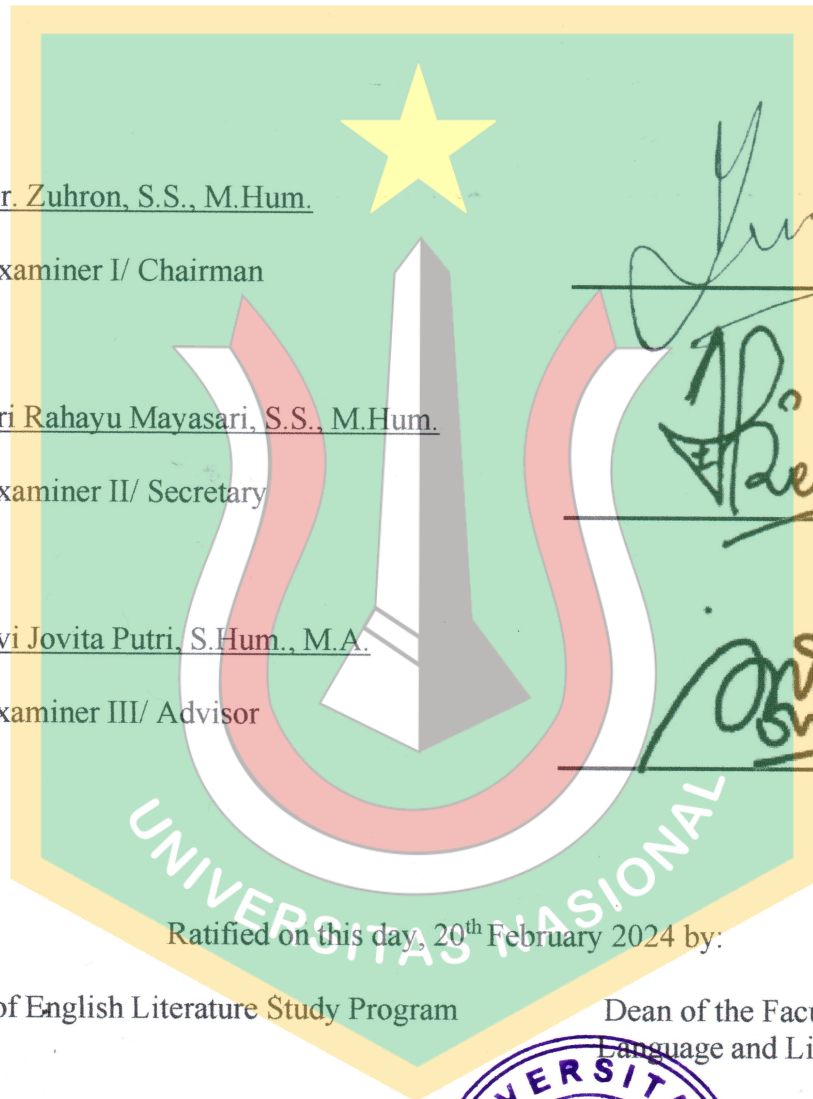 r. Zuhron, S.S., M.Hum.
xaminer I/ Chairman
ri Rahayu Mayasari, S.S., M.Hum.
xaminer II/ Secretary
vi Jovita Putri, S.Hum., M.A.
xaminer III/ Advisor
UNIVERSITAS NASIONAL
Ratified on this day, 20th February 2024 by:
of English Literature Study Program
Dean of the Facu
Language and Li
VERSITA